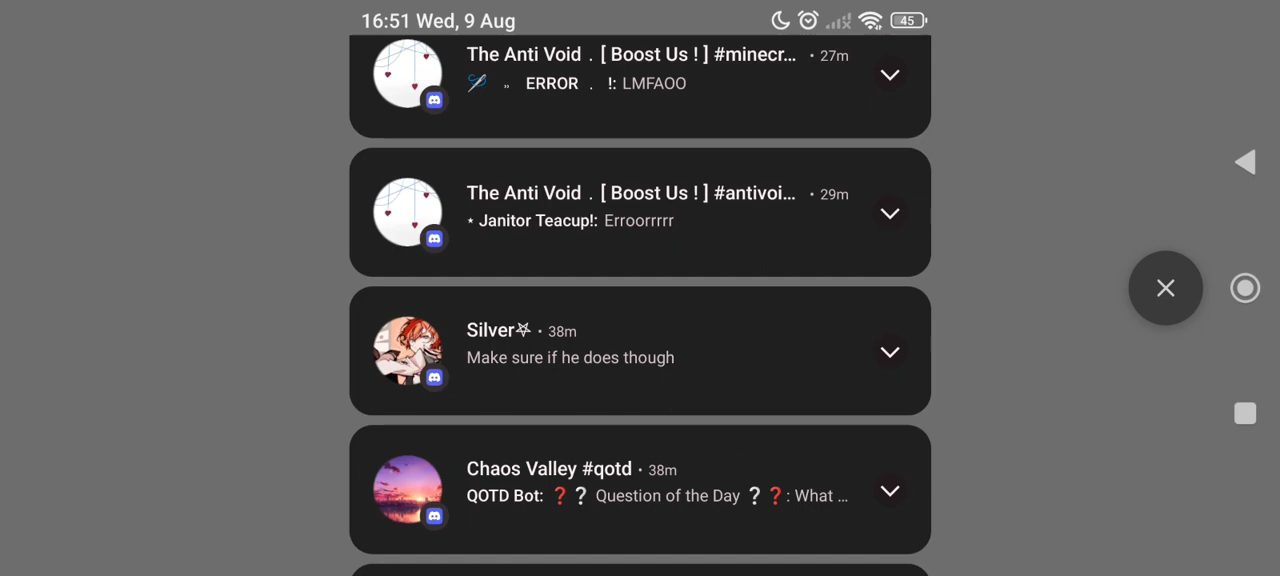 16:51 Wed, 9 Aug 45
The Anti Void . [ Boost Us ! ] #minecr... • 27m
🪡 „ ERROR . !: LMFAOO
The Anti Void . [ Boost Us ! ] #antivoi... • 29m
⋆ Janitor Teacup!: Erroorrrrr
Silver⛧ • 38m
Make sure if he does though
Chaos Valley #qotd • 38m
QOTD Bot: ❓❔ Question of the Day ❔❓: What ...